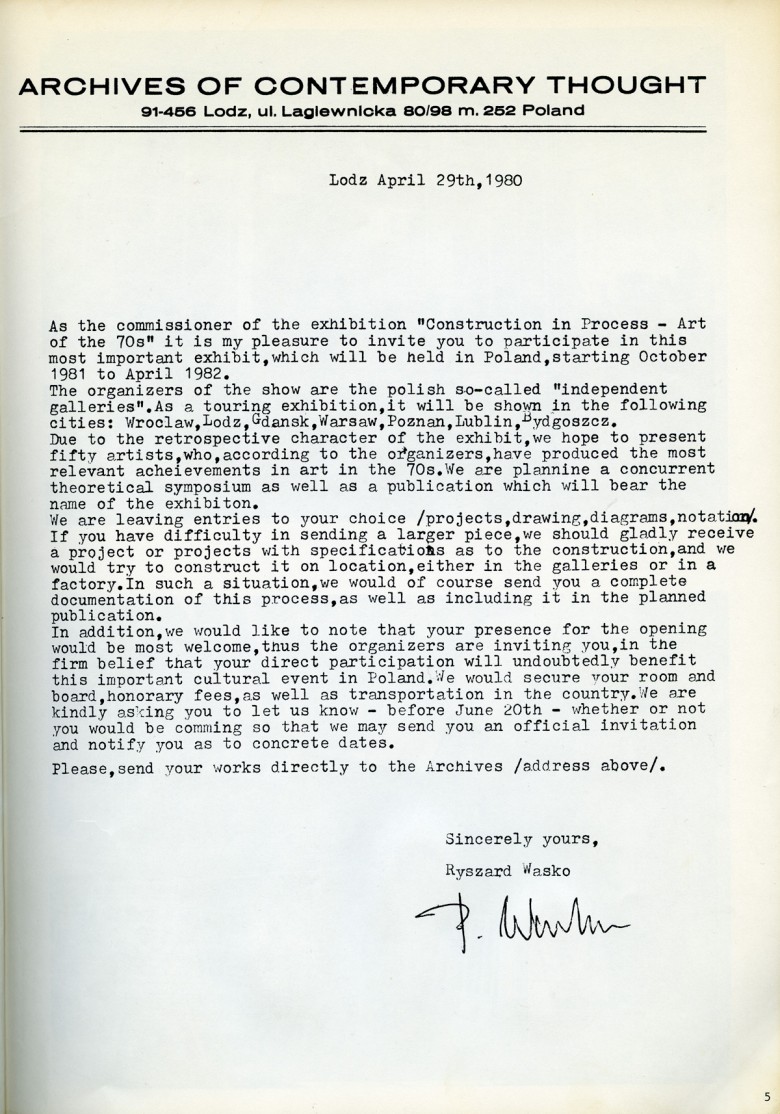 ARCHIVES OF CONTEMPORARY THOUGHT
91-456 Lodz, ul. Lagiewnicka 80/98 m. 252 Poland
Lodz April 29th,1980
As the commissioner of the exhibition "Construction in Process - Art
of the 70s" it is my pleasure to invite you to participate in this
most important exhibit,which will be held in Poland,starting October
1981 to April 1982.
The organizers of the show are the polish so-called "independent
galleries".As a touring exhibition,it will be shown in the following
cities: Wroclaw,Lodz,Gdansk,Warsaw,Poznan,Lublin,Bydgoszcz.
Due to the retrospective character of the exhibit,we hope to present
fifty artists,who,according to the organizers,have produced the most
relevant acheievements in art in the 70s.We are plannine a concurrent
theoretical symposium as well as a publication which will bear the
name of the exhibiton.
We are leaving entries to your choice /projects,drawing,diagrams,notation/.
If you have difficulty in sending a larger piece,we should gladly receive
a project or projects with specifications as to the construction,and we
would try to construct it on location,either in the galleries or in a
factory.In such a situation,we would of course send you a complete
documentation of this process,as well as including it in the planned
publication.
In addition,we would like to note that your presence for the opening
would be most welcome,thus the organizers are inviting you,in the
firm belief that your direct participation will undoubtedly benefit
this important cultural event in Poland.We would secure your room and
board,honorary fees,as well as transportation in the country.We are
kindly asking you to let us know - before June 20th - whether or not
you would be comming so that we may send you an official invitation
and notify you as to concrete dates.
Please,send your works directly to the Archives /address above/.
Sincerely yours,
Ryszard Wasko
R. Wasko
5